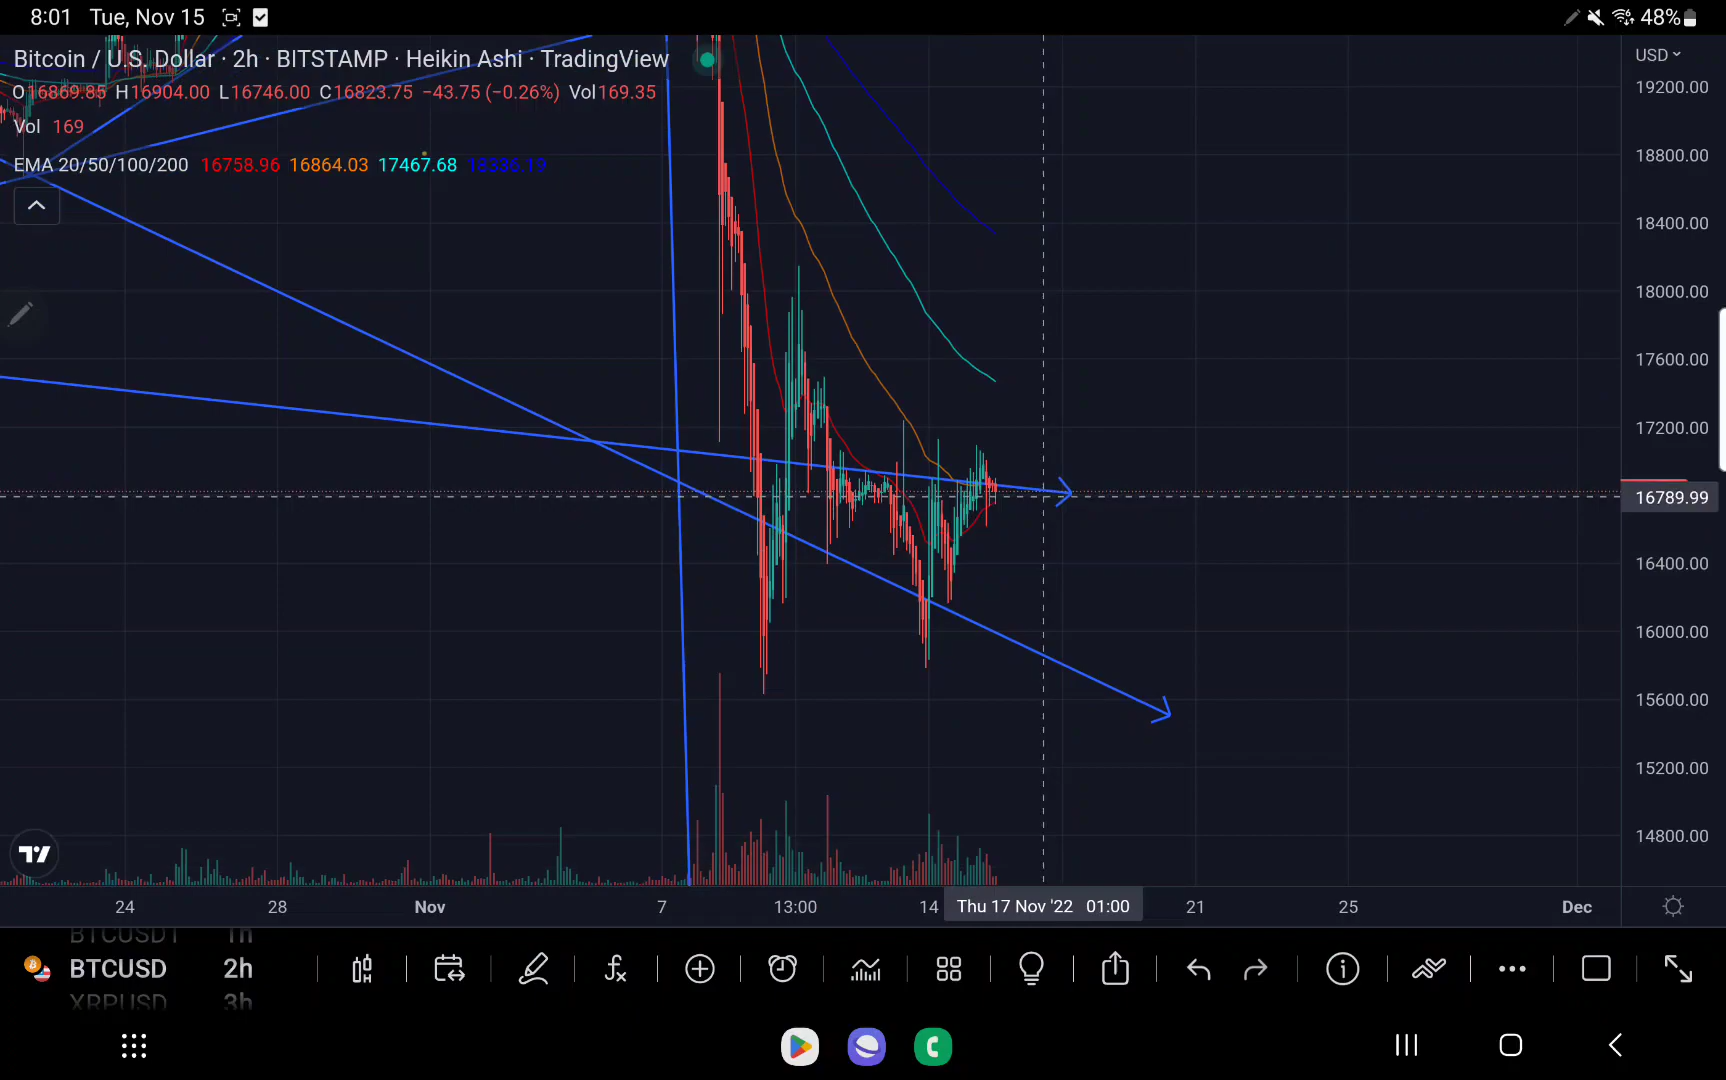 8:01 Tue, Nov 15 48%
Bitcoin / U.S. Dollar · 2h · BITSTAMP · Heikin Ashi · TradingView
O16869.85 H16904.00 L16746.00 C16823.75 −43.75 (−0.26%) Vol169.35
Vol 169
EMA 20/50/100/200 16758.96 16864.03 17467.68 18336.19
USD
19200.00
18800.00
18400.00
18000.00
17600.00
17200.00
16789.99
16400.00
16000.00
15600.00
15200.00
14800.00
24 28 Nov 7 13:00 14 Thu 17 Nov '22 01:00 21 25 Dec
BTCUSDT 1h
BTCUSD 2h
XRPUSD 3h